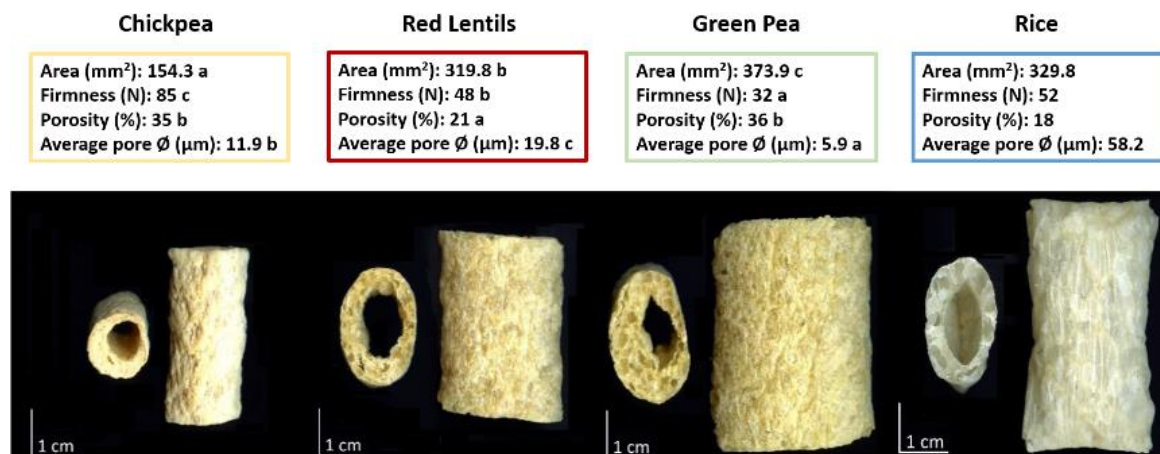 Chickpea
Area (mm²): 154.3 a
Firmness (N): 85 c
Porosity (%): 35 b
Average pore Ø (µm): 11.9 b
Red Lentils
Area (mm²): 319.8 b
Firmness (N): 48 b
Porosity (%): 21 a
Average pore Ø (µm): 19.8 c
Green Pea
Area (mm²): 373.9 c
Firmness (N): 32 a
Porosity (%): 36 b
Average pore Ø (µm): 5.9 a
Rice
Area (mm²): 329.8
Firmness (N): 52
Porosity (%): 18
Average pore Ø (µm): 58.2
1 cm
1 cm
1 cm
1 cm